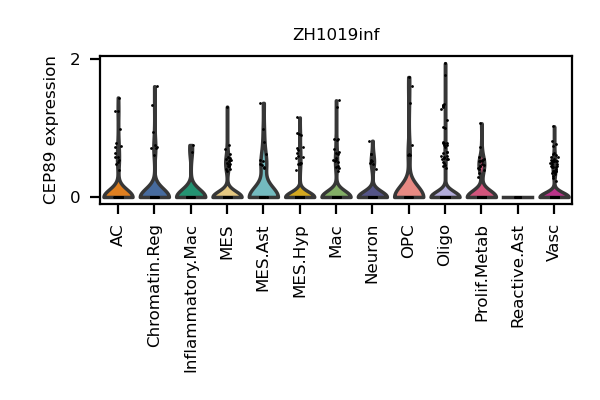 ZH1019inf
CEP89 expression
2
0
AC
Chromatin.Reg
Inflammatory.Mac
MES
MES.Ast
MES.Hyp
Mac
Neuron
OPC
Oligo
Prolif.Metab
Reactive.Ast
Vasc